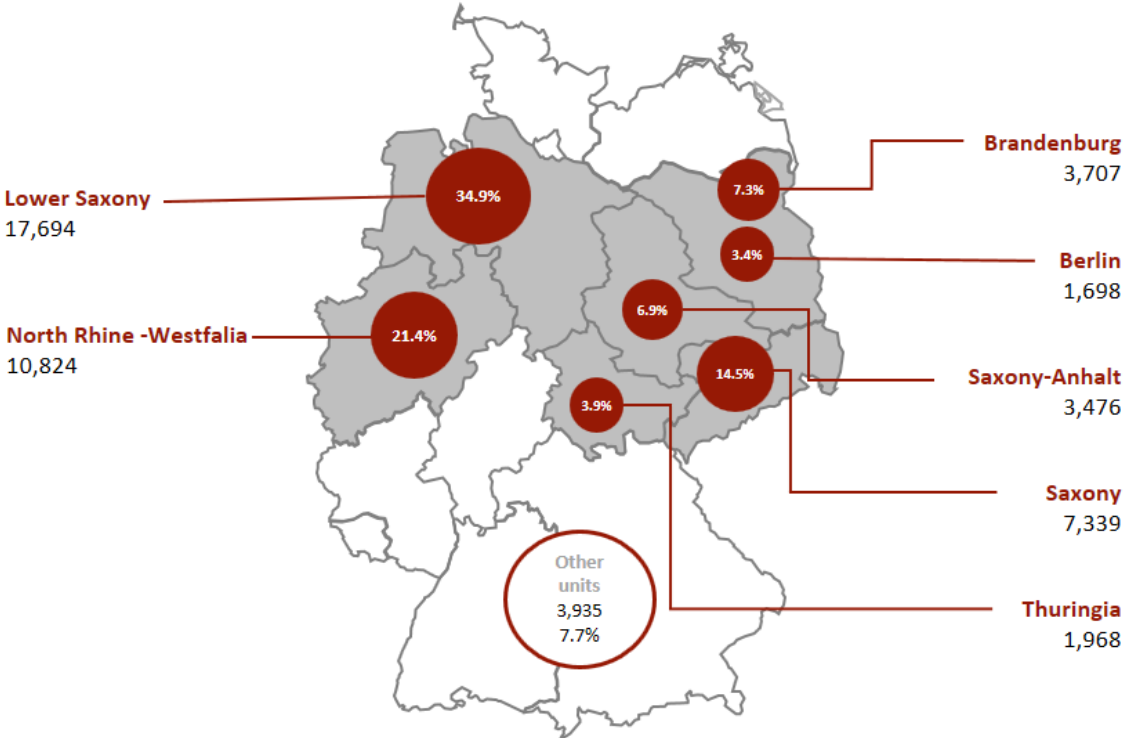 Lower Saxony
17,694
34.9%
North Rhine -Westfalia
10,824
21.4%
Brandenburg
3,707
7.3%
Berlin
1,698
3.4%
Saxony-Anhalt
3,476
6.9%
Saxony
7,339
14.5%
Thuringia
1,968
3.9%
Other
units
3,935
7.7%